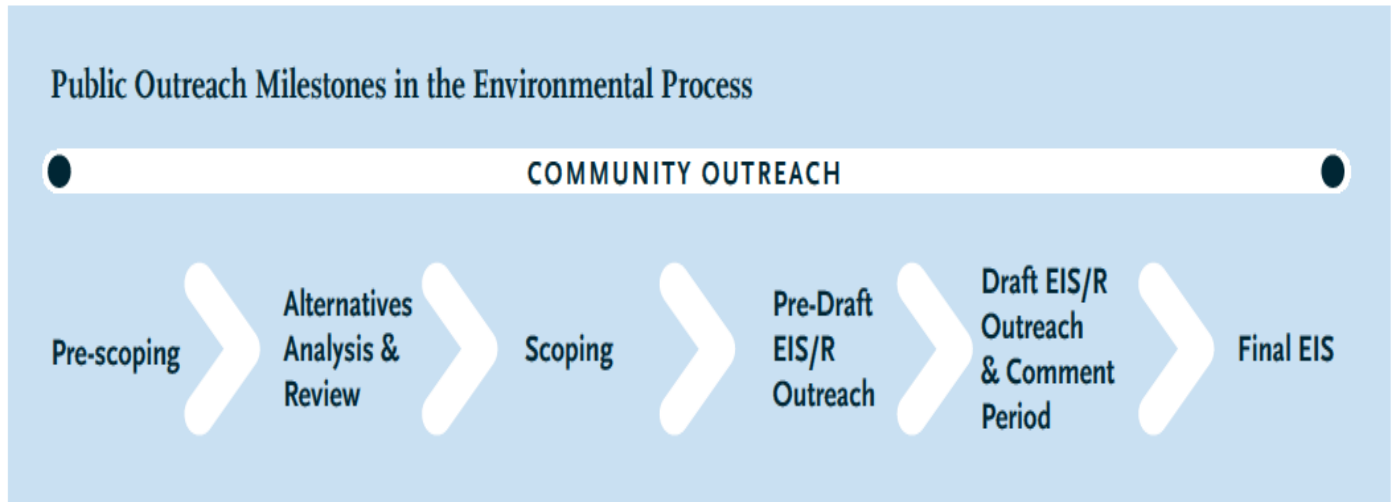 Public Outreach Milestones in the Environmental Process
COMMUNITY OUTREACH
Pre-scoping
Alternatives
Analysis &
Review
Scoping
Pre-Draft
EIS/R
Outreach
Draft EIS/R
Outreach
& Comment
Period
Final EIS